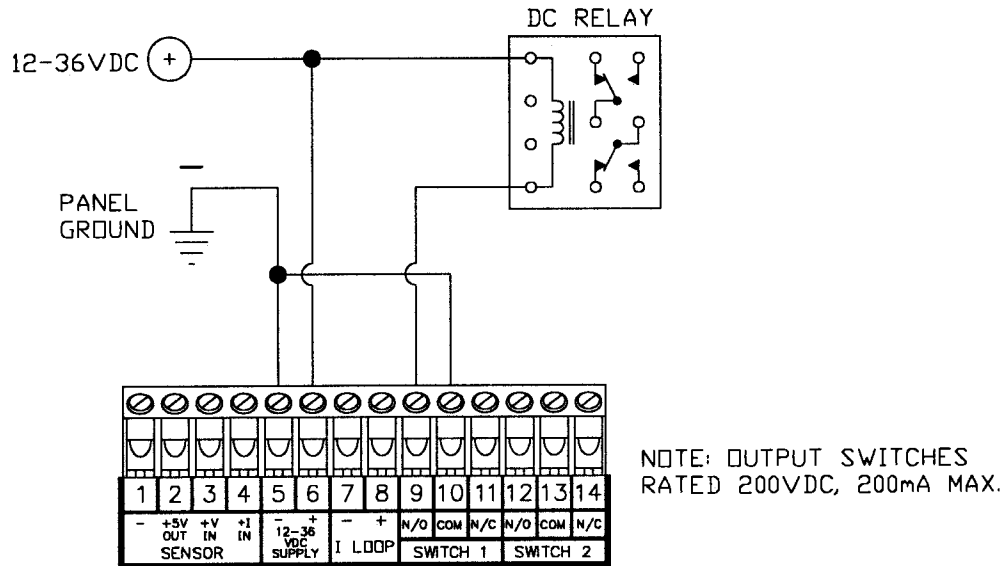 DC RELAY
12-36VDC +
−
PANEL
GROUND
NOTE: OUTPUT SWITCHES
RATED 200VDC, 200mA MAX.
1 2 3 4 5 6 7 8 9 10 11 12 13 14
− +5V OUT +V IN +I IN − + − + N/O COM N/C N/O COM N/C
12-36
VDC
SUPPLY
SENSOR I LOOP SWITCH 1 SWITCH 2